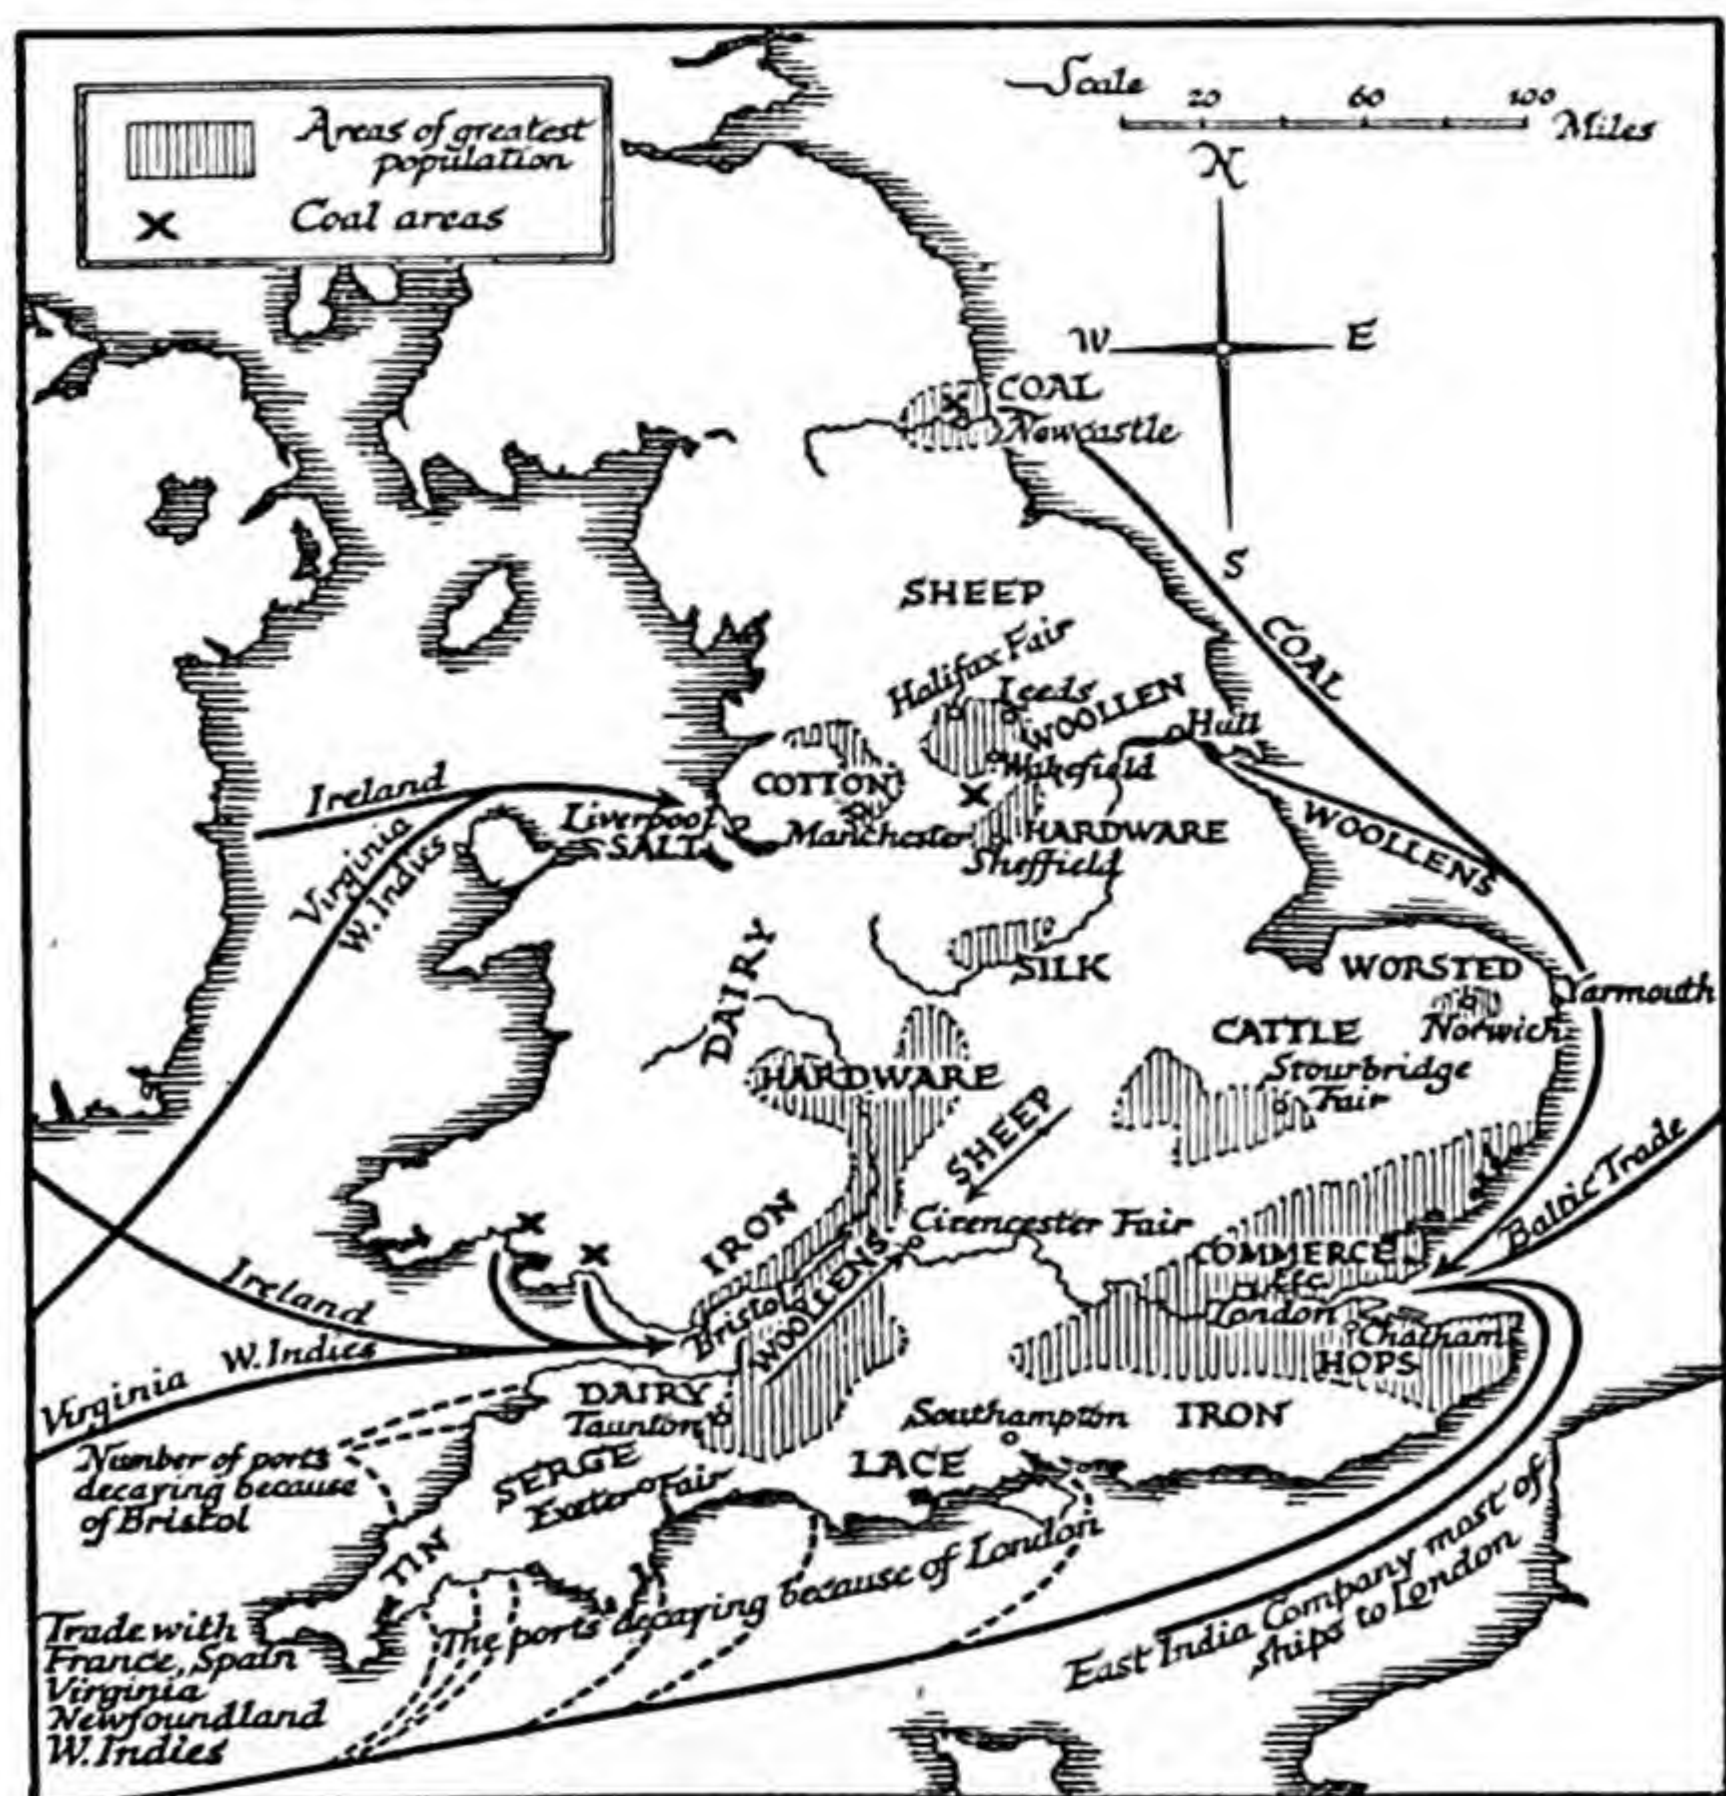 Areas of greatest
population
Coal areas
Scale
20 60 100
Miles
N
W
E
S
COAL
Newcastle
COAL
SHEEP
Halifax Fair
Leeds
WOOLLEN
Hull
Wakefield
COTTON
Manchester
HARDWARE
Sheffield
WOOLLENS
Ireland
Virginia
W. Indies
Liverpool
SALT
DAIRY
SILK
WORSTED
Yarmouth
Norwich
CATTLE
Stourbridge
Fair
HARDWARE
SHEEP
Baltic Trade
IRON
Cirencester Fair
COMMERCE
Etc.
London
Chatham
HOPS
Bristol
WOOLLENS
Ireland
W. Indies
Virginia
DAIRY
Taunton
Southampton
IRON
Number of ports
decaying because
of Bristol
SERGE
Exeter Fair
LACE
TIN
The ports decaying because of London
East India Company most of
ships to London
Trade with
France, Spain
Virginia
Newfoundland
W. Indies